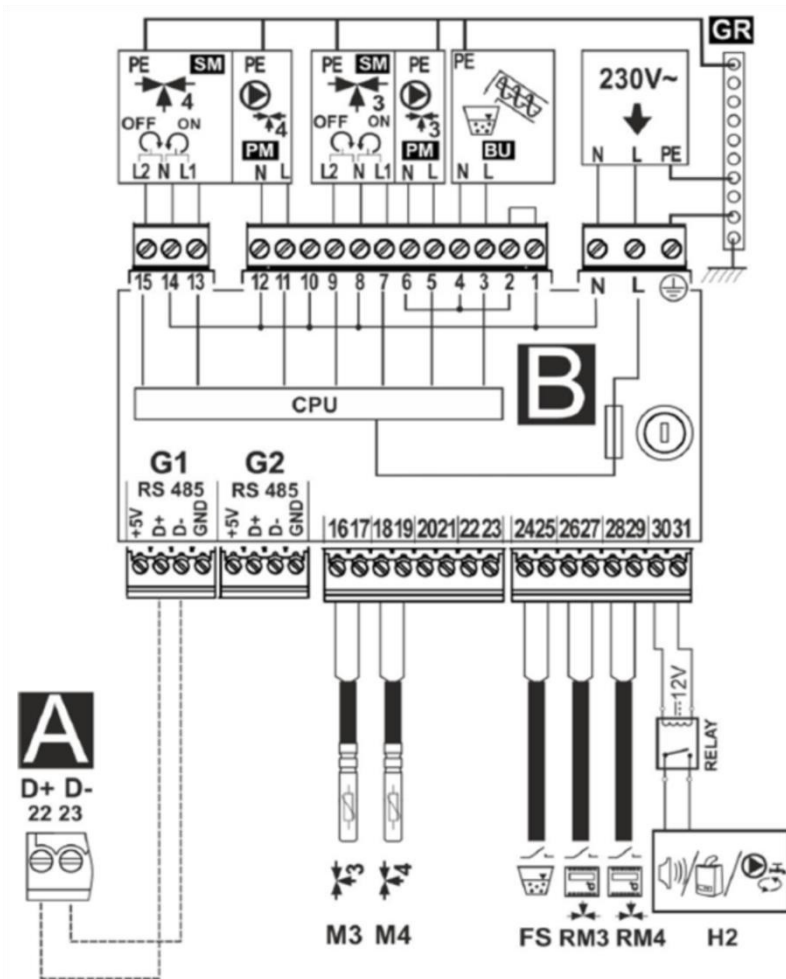 GR
PE SM PE PE SM PE PE
230V~
4 4 3 3
OFF ON PM OFF ON PM BU
L2 N L1 N L L2 N L1 N L N L N L PE
15 14 13 12 11 10 9 8 7 6 5 4 3 2 1 N L
B
CPU
G1 G2
RS 485 RS 485
+5V D+ D- GND +5V D+ D- GND
16 17 18 19 20 21 22 23 24 25 26 27 28 29 30 31
12V
RELAY
A
D+ D-
22 23
3 4
M3 M4 FS RM3 RM4 H2